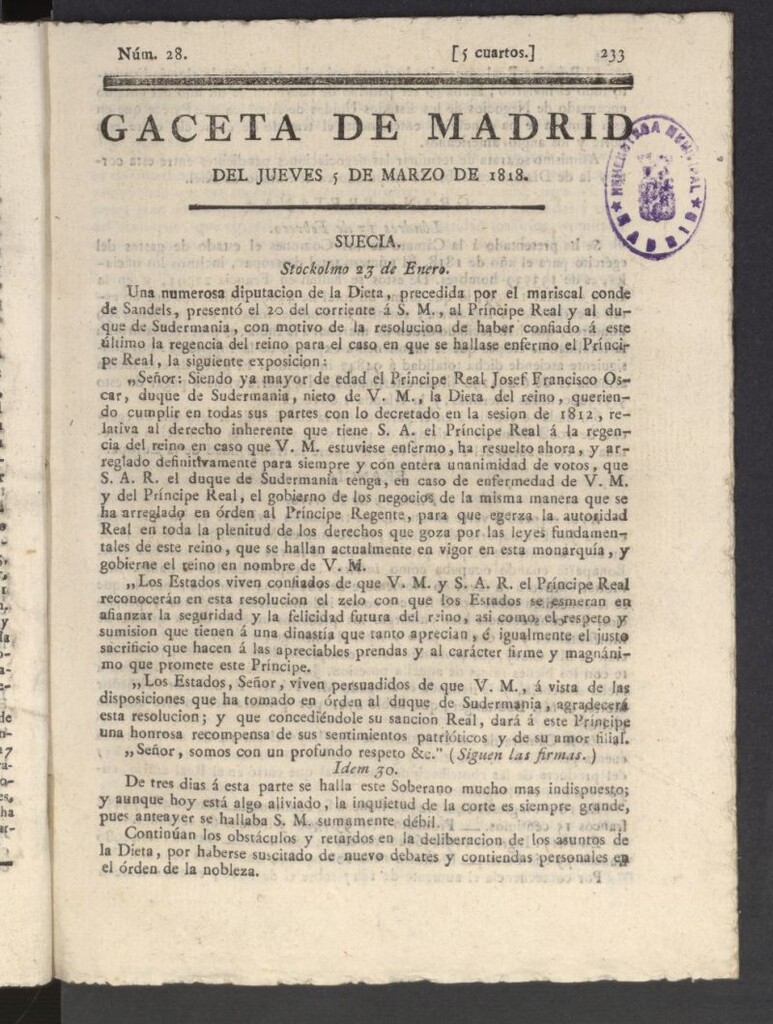 Núm. 28.
[5 cuartos.]
233
GACETA DE MADRID
DEL JUEVES 5 DE MARZO DE 1818.
HEMEROTECA MUNICIPAL
★ MADRID ★
SUECIA.
Stockolmo 23 de Enero.
Una numerosa diputacion de la Dieta, precedida por el mariscal conde
de Sandels, presentó el 20 del corriente á S. M., al Príncipe Real y al du-
que de Sudermania, con motivo de la resolucion de haber confiado á este
último la regencia del reino para el caso en que se hallase enfermo el Prínci-
pe Real, la siguiente exposicion:
„Señor: Siendo ya mayor de edad el Príncipe Real Josef Francisco Os-
car, duque de Sudermania, nieto de V. M., la Dieta del reino, querien-
do cumplir en todas sus partes con lo decretado en la sesion de 1812, re-
lativa al derecho inherente que tiene S. A. el Príncipe Real á la regen-
cia del reino en caso que V. M. estuviese enfermo, ha resuelto ahora, y ar-
reglado definitivamente para siempre y con entera unanimidad de votos, que
S. A. R. el duque de Sudermania tenga, en caso de enfermedad de V. M.
y del Príncipe Real, el gobierno de los negocios de la misma manera que se
ha arreglado en órden al Príncipe Regente, para que egerza la autoridad
Real en toda la plenitud de los derechos que goza por las leyes fundamen-
tales de este reino, que se hallan actualmente en vigor en esta monarquía, y
gobierne el reino en nombre de V. M.
„Los Estados viven confiados de que V. M. y S. A. R. el Príncipe Real
reconocerán en esta resolucion el zelo con que los Estados se esmeran en
afianzar la seguridad y la felicidad futura del reino, asi como el respeto y
sumision que tienen á una dinastía que tanto aprecian, é igualmente el justo
sacrificio que hacen á las apreciables prendas y al carácter firme y magnáni-
mo que promete este Príncipe.
„Los Estados, Señor, viven persuadidos de que V. M., á vista de las
disposiciones que ha tomado en órden al duque de Sudermania, agradecerá
esta resolucion; y que concediéndole su sancion Real, dará á este Príncipe
una honrosa recompensa de sus sentimientos patrióticos y de su amor filial.
„Señor, somos con un profundo respeto &c.” (Siguen las firmas.)
Idem 30.
De tres dias á esta parte se halla este Soberano mucho mas indispuesto;
y aunque hoy está algo aliviado, la inquietud de la corte es siempre grande,
pues anteayer se hallaba S. M. sumamente débil.
Continúan los obstáculos y retardos en la deliberacion de los asuntos de
la Dieta, por haberse suscitado de nuevo debates y contiendas personales en
el órden de la nobleza.